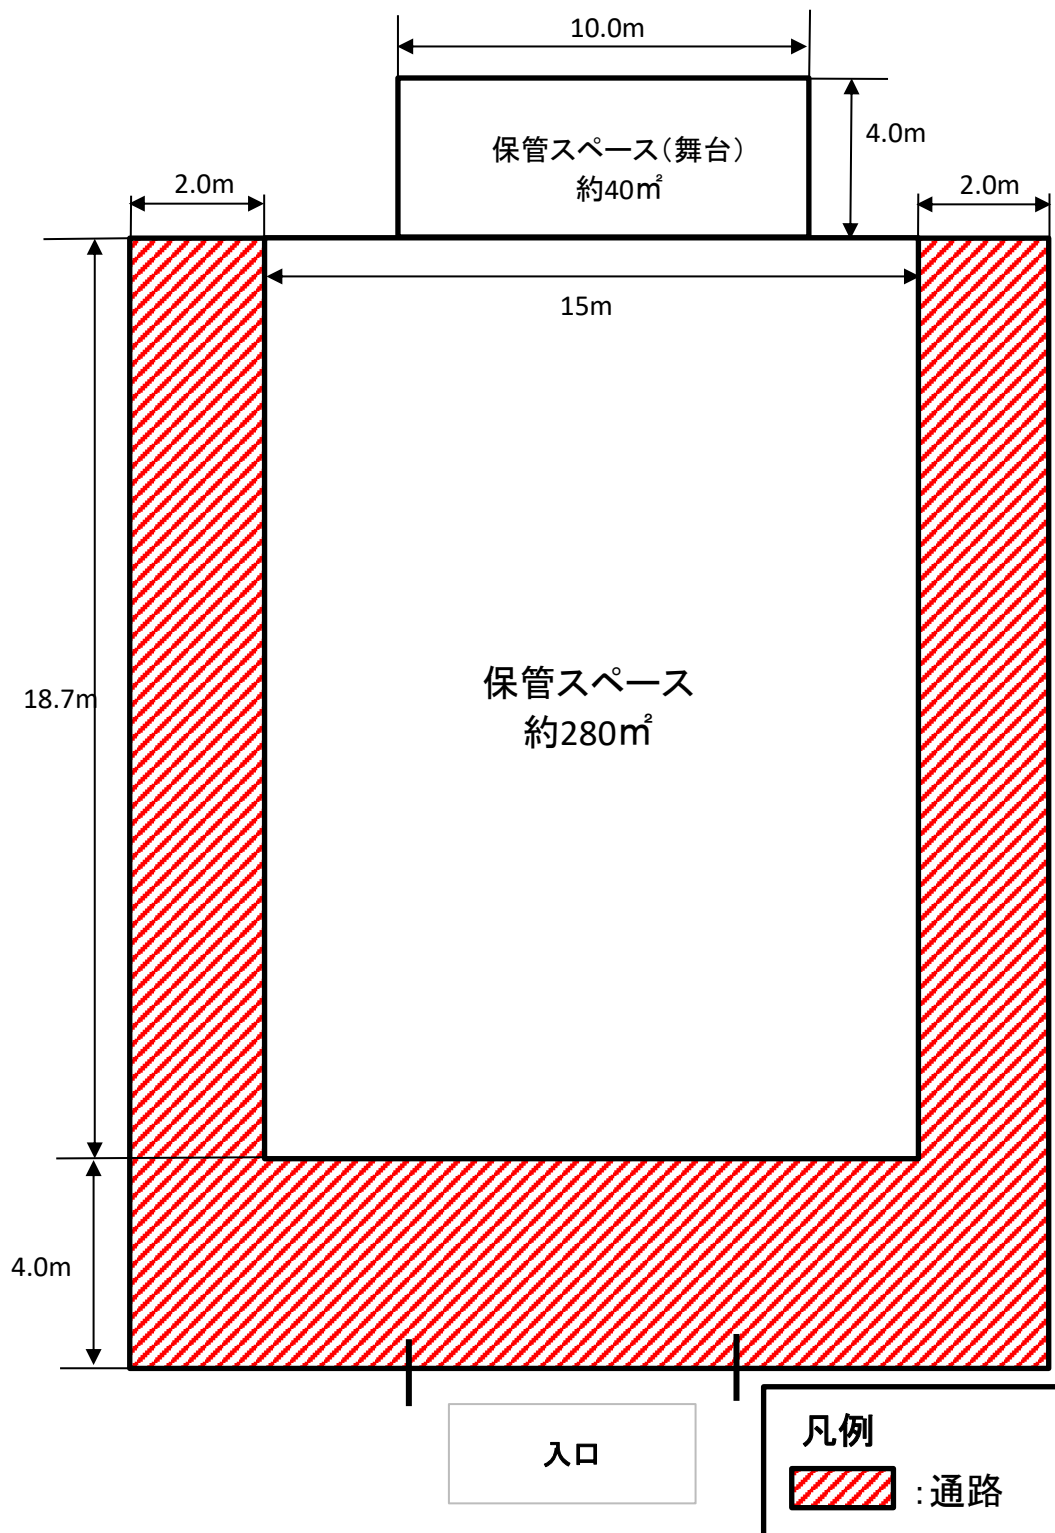 10.0m
保管スペース（舞台）
約40㎡
4.0m
2.0m
2.0m
15m
保管スペース
約280㎡
18.7m
4.0m
入口
凡例
：通路